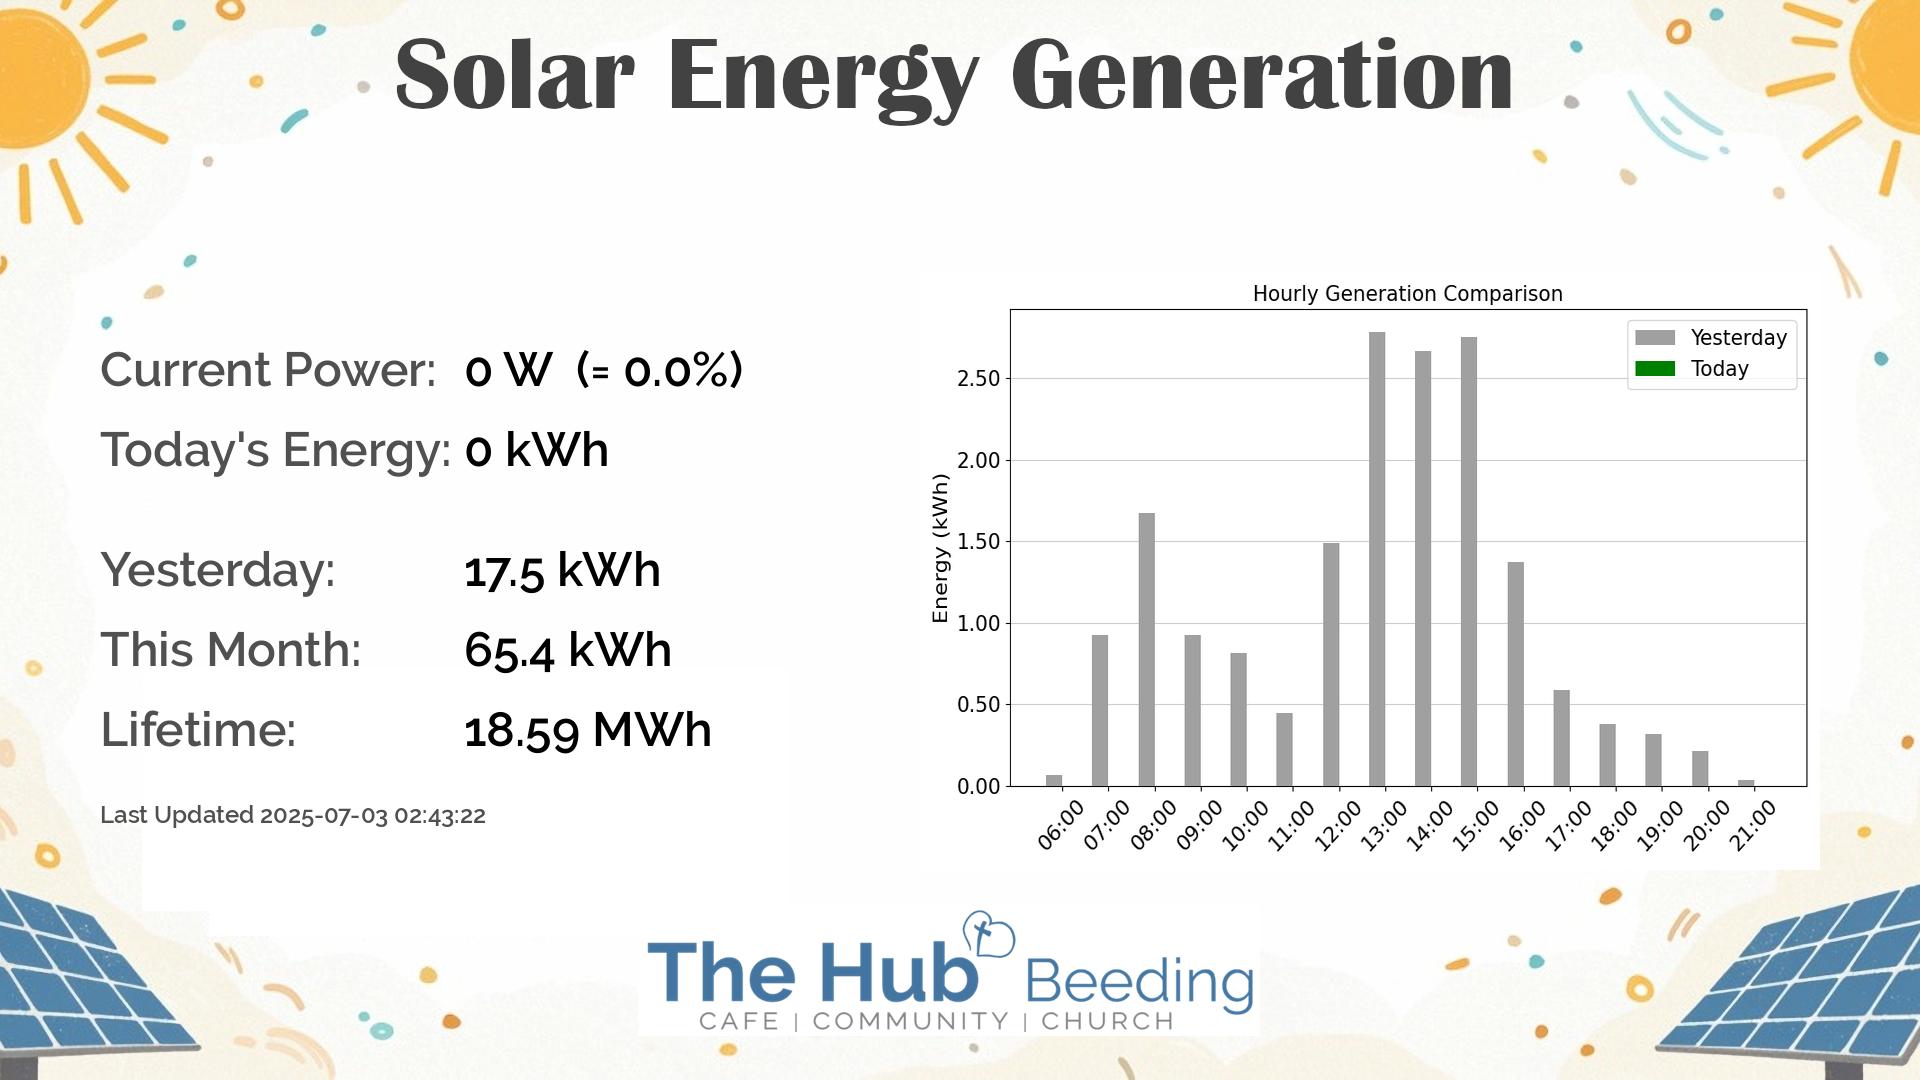 Solar Energy Generation
Current Power: 0 W (= 0.0%)
Today's Energy: 0 kWh
Yesterday: 17.5 kWh
This Month: 65.4 kWh
Lifetime: 18.59 MWh
Last Updated 2025-07-03 02:43:22
Hourly Generation Comparison
Yesterday
Today
Energy (kWh)
2.50
2.00
1.50
1.00
0.50
0.00
06:00 07:00 08:00 09:00 10:00 11:00 12:00 13:00 14:00 15:00 16:00 17:00 18:00 19:00 20:00 21:00
The Hub Beeding
CAFE | COMMUNITY | CHURCH